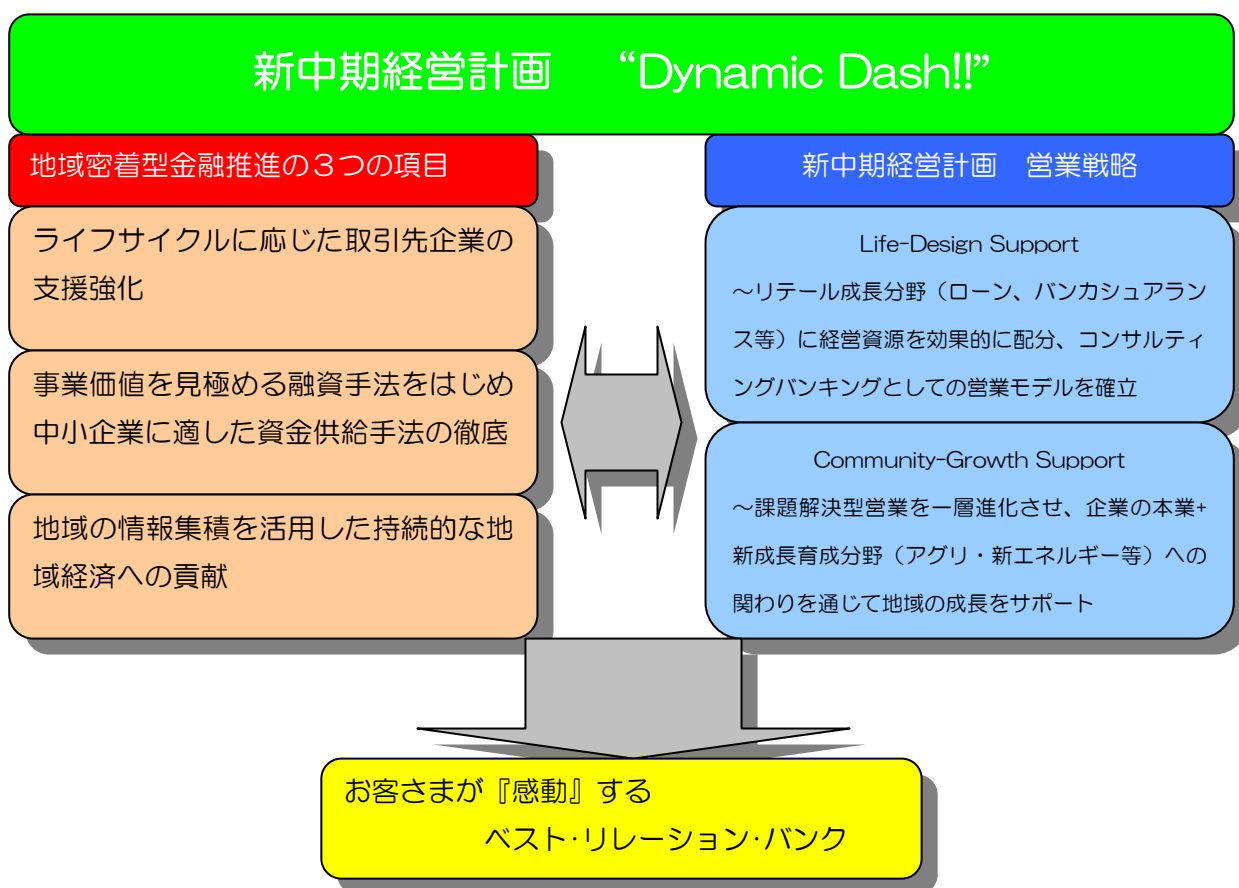 新中期経営計画 “Dynamic Dash!!”
地域密着型金融推進の3つの項目
ライフサイクルに応じた取引先企業の
支援強化
事業価値を見極める融資手法をはじめ
中小企業に適した資金供給手法の徹底
地域の情報集積を活用した持続的な地
域経済への貢献
新中期経営計画 営業戦略
Life-Design Support
~リテール成長分野(ローン、バンカシュアラン
ス等)に経営資源を効果的に配分、コンサルティ
ングバンキングとしての営業モデルを確立
Community-Growth Support
~課題解決型営業を一層進化させ、企業の本業+
新成長育成分野(アグリ・新エネルギー等)への
関わりを通じて地域の成長をサポート
お客さまが『感動』する
ベスト・リレーション・バンク